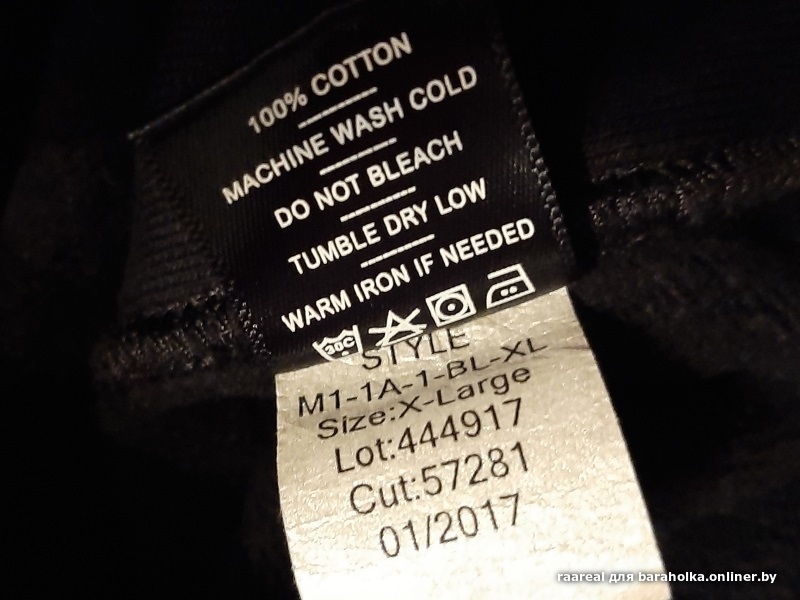 100% COTTON
MACHINE WASH COLD
DO NOT BLEACH
TUMBLE DRY LOW
WARM IRON IF NEEDED
30C
STYLE
M1-1A-1-BL-XL
Size:X-Large
Lot:444917
Cut:57281
01/2017
raareal для baraholka.onliner.by